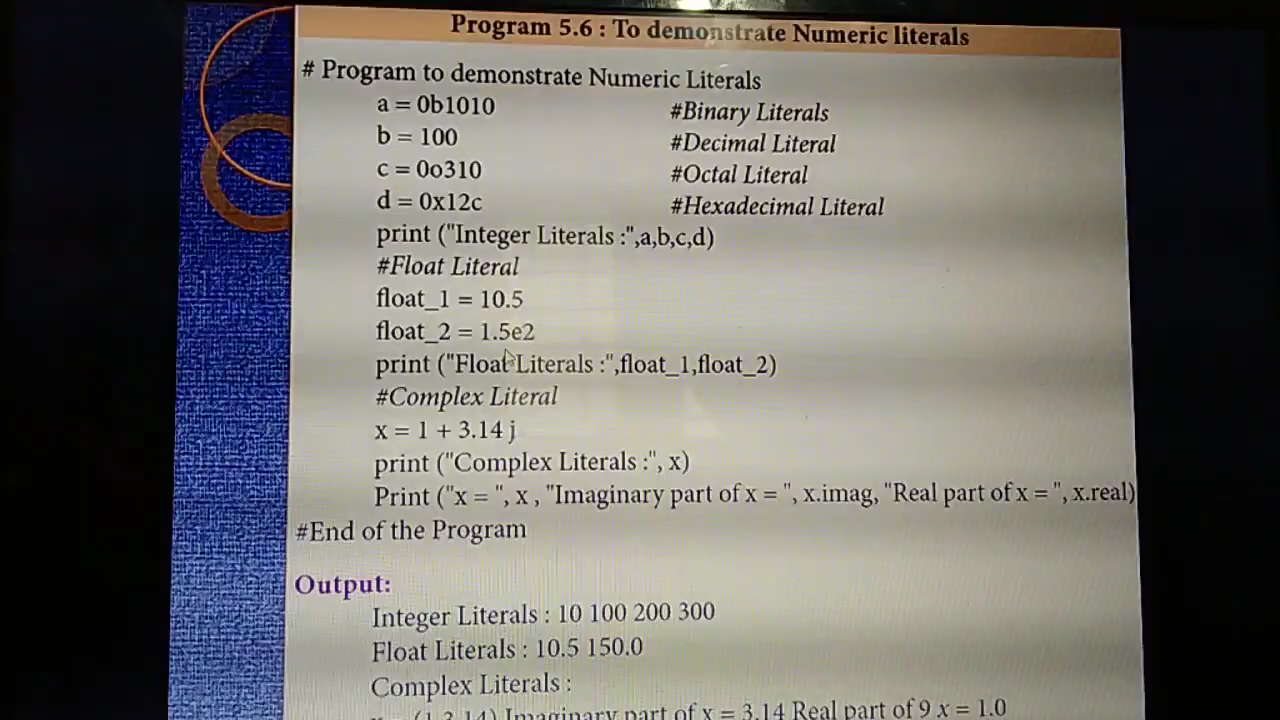 Program 5.6 : To demonstrate Numeric literals
# Program to demonstrate Numeric Literals
a = 0b1010 #Binary Literals
b = 100 #Decimal Literal
c = 0o310 #Octal Literal
d = 0x12c #Hexadecimal Literal
print ("Integer Literals :",a,b,c,d)
#Float Literal
float_1 = 10.5
float_2 = 1.5e2
print ("Float Literals :",float_1,float_2)
#Complex Literal
x = 1 + 3.14 j
print ("Complex Literals :", x)
Print ("x = ", x , "Imaginary part of x = ", x.imag, "Real part of x = ", x.real)
#End of the Program
Output:
Integer Literals : 10 100 200 300
Float Literals : 10.5 150.0
Complex Literals :
Imaginary part of x = 3.14 Real part of 9 x = 1.0